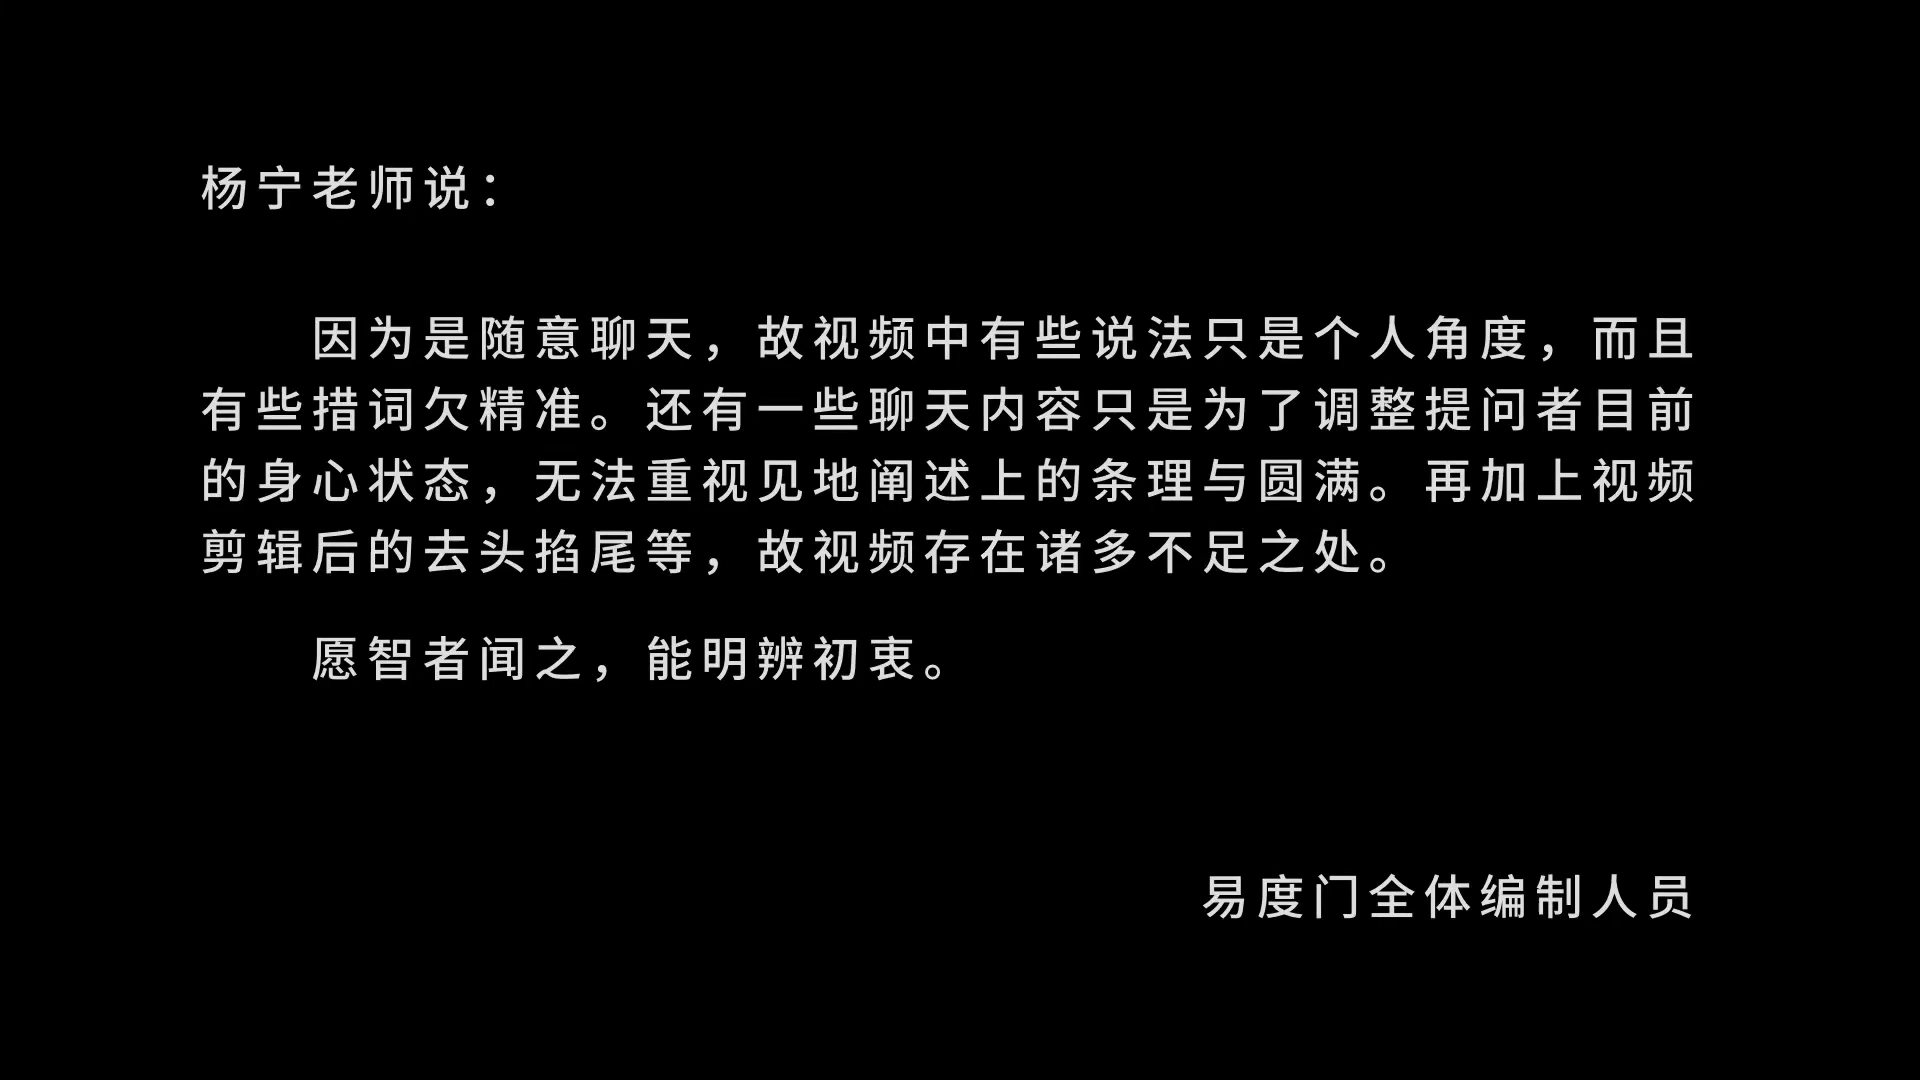 杨宁老师说：
因为是随意聊天，故视频中有些说法只是个人角度，而且
有些措词欠精准。还有一些聊天内容只是为了调整提问者目前
的身心状态，无法重视见地阐述上的条理与圆满。再加上视频
剪辑后的去头掐尾等，故视频存在诸多不足之处。
愿智者闻之，能明辨初衷。
易度门全体编制人员